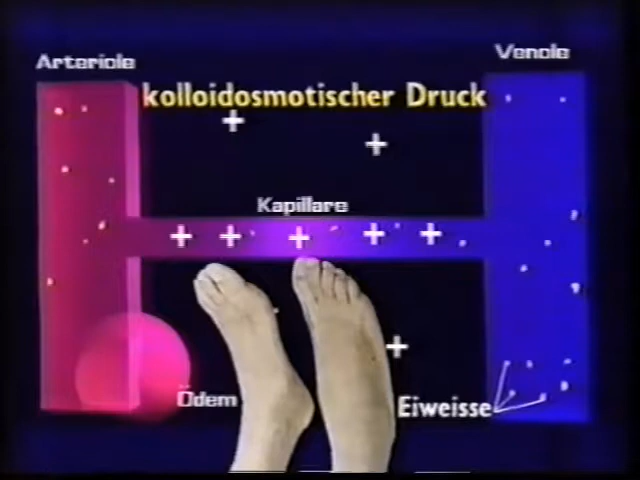 Arteriole
Venole
kolloidosmotischer Druck
Kapillare
Ödem
Eiweisse